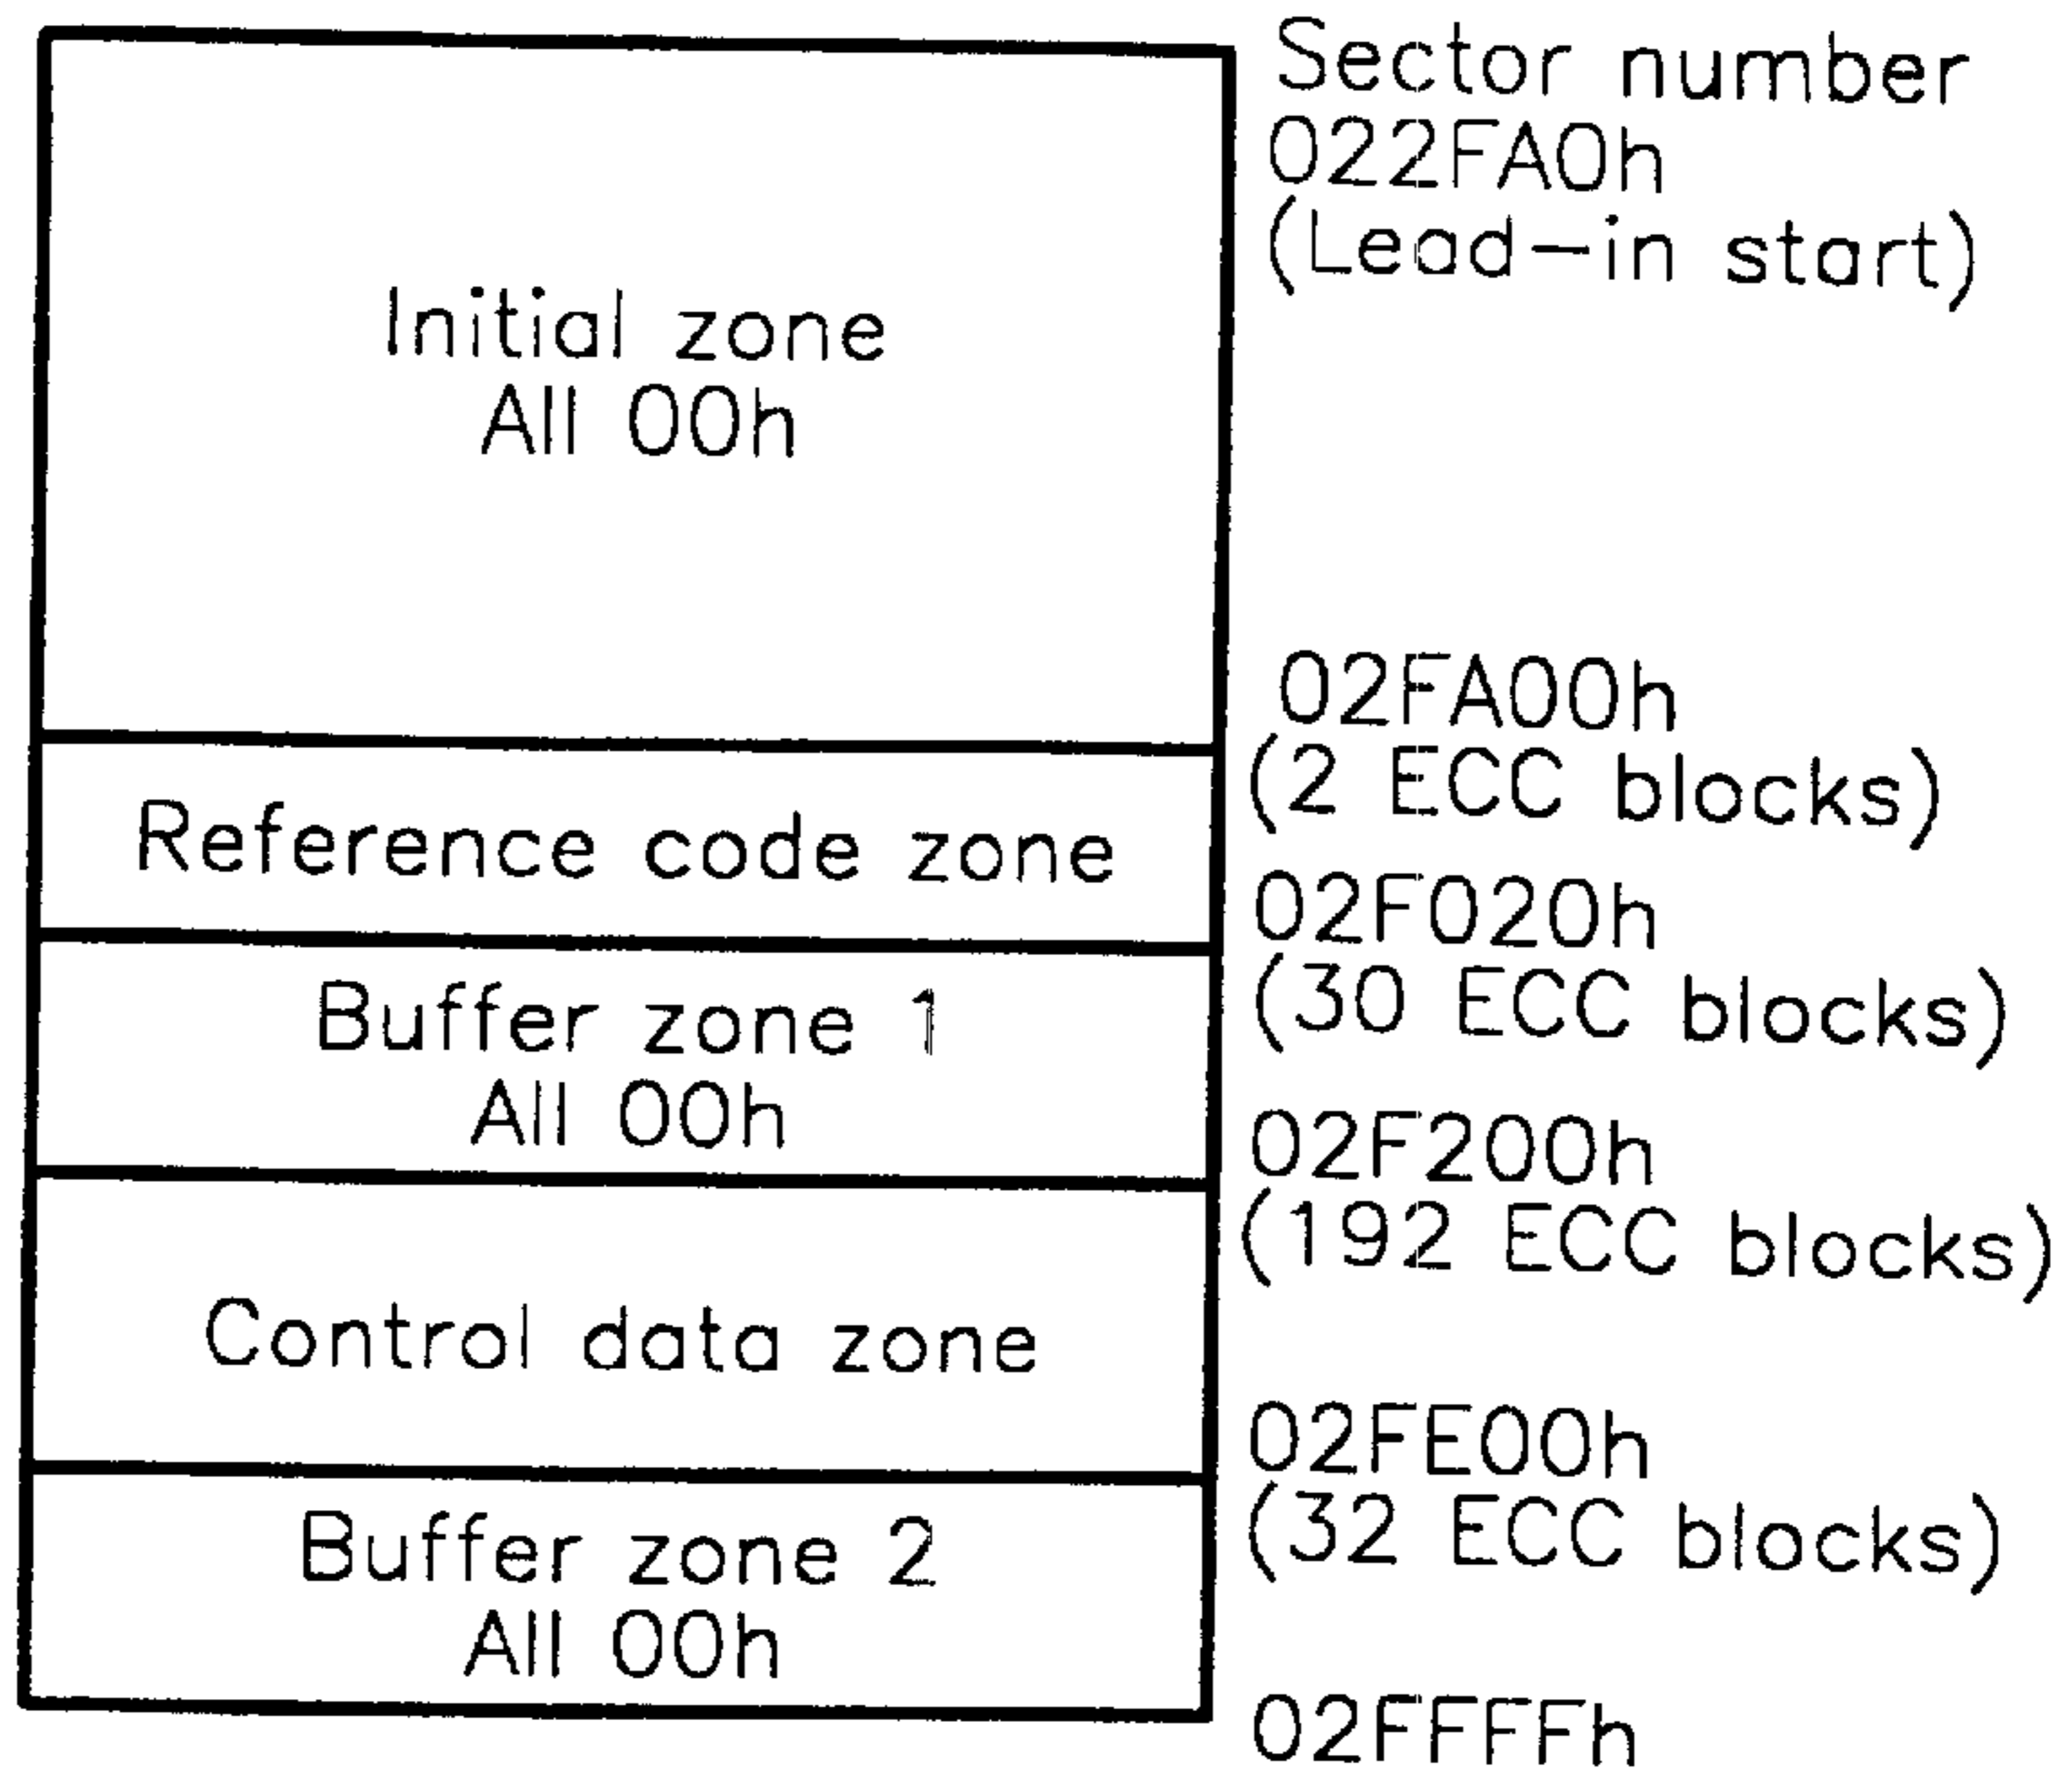 Sector number
022FA0h
(Lead-in start)
Initial zone
All 00h
02FA00h
(2 ECC blocks)
Reference code zone
02F020h
(30 ECC blocks)
Buffer zone 1
All 00h
02F200h
(192 ECC blocks)
Control data zone
02FE00h
(32 ECC blocks)
Buffer zone 2
All 00h
02FFFFh